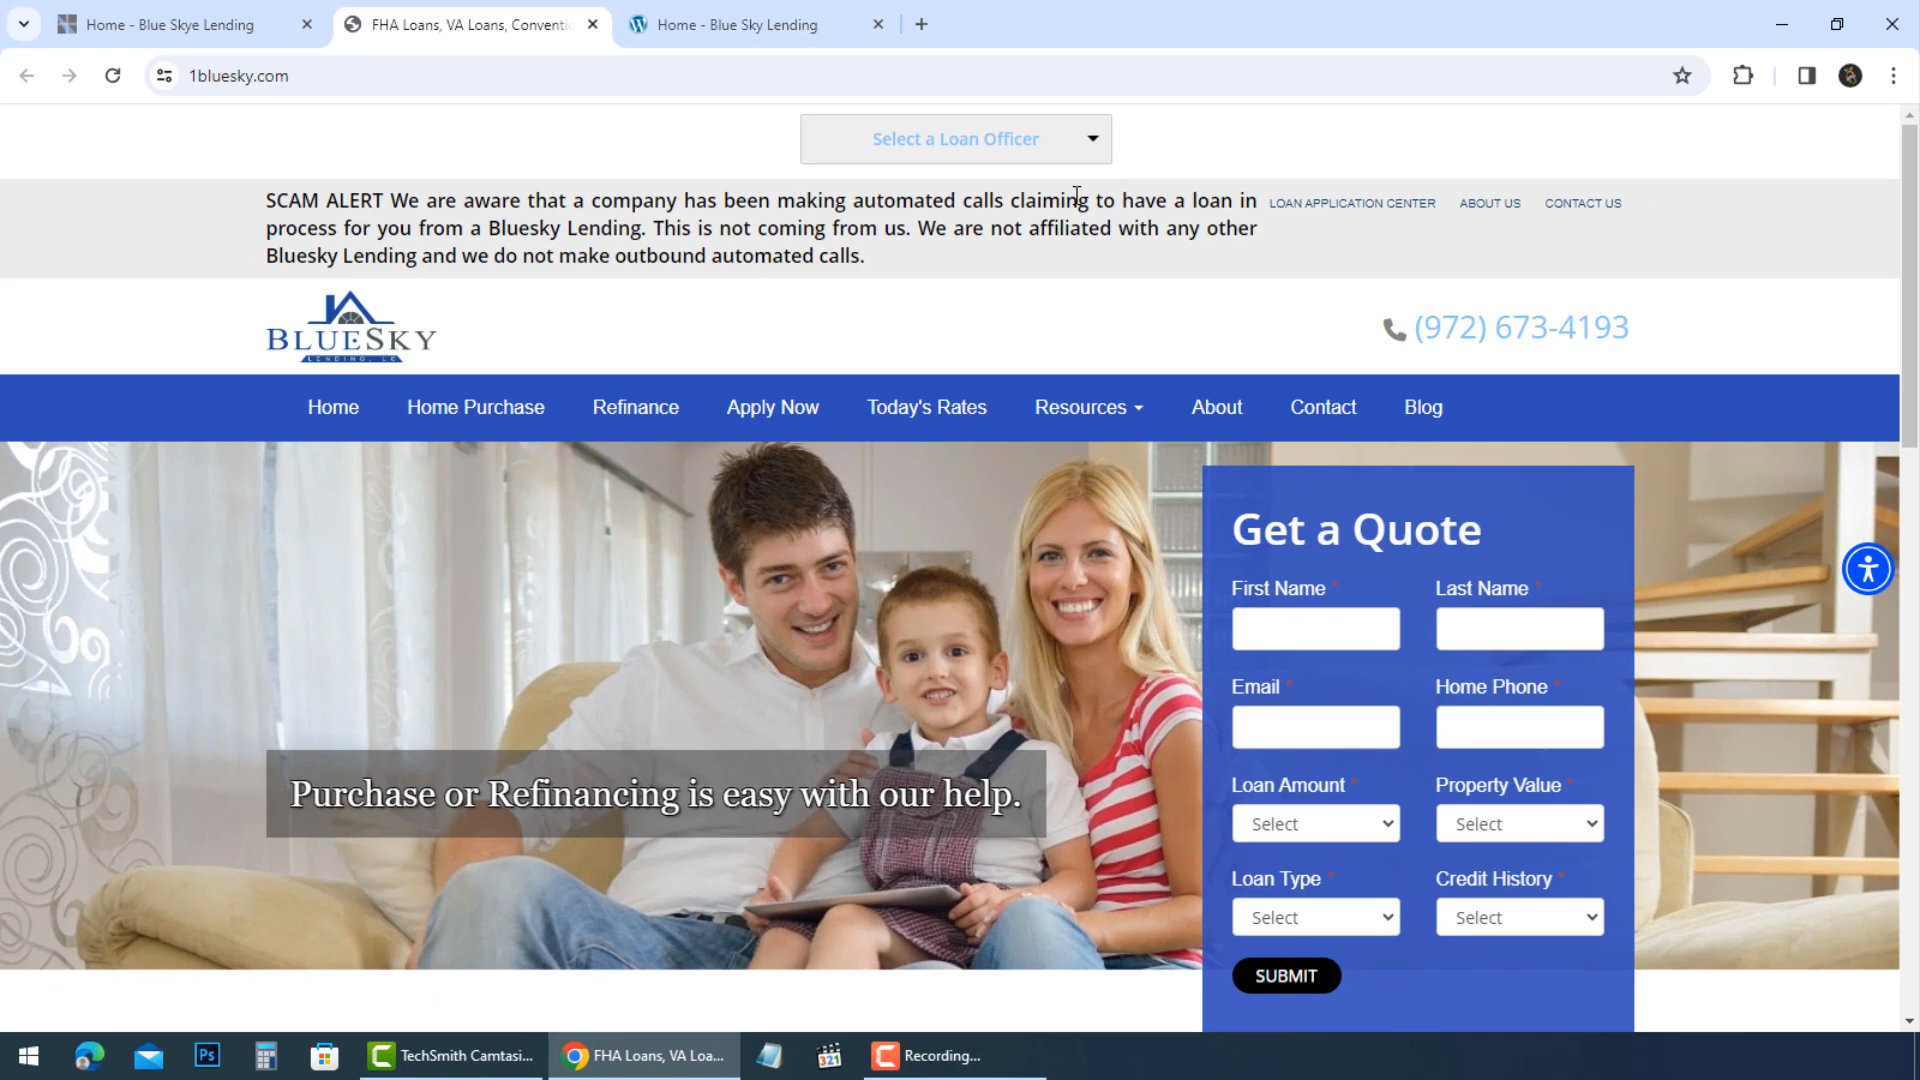 Home - Blue Skye Lending
FHA Loans, VA Loans, Conventi
Home - Blue Sky Lending
1bluesky.com
Select a Loan Officer
SCAM ALERT We are aware that a company has been making automated calls claiming to have a loan in
process for you from a Bluesky Lending. This is not coming from us. We are not affiliated with any other
Bluesky Lending and we do not make outbound automated calls.
LOAN APPLICATION CENTER ABOUT US CONTACT US
BLUESKY
LENDING, LC
(972) 673-4193
Home Home Purchase Refinance Apply Now Today's Rates Resources About Contact Blog
Get a Quote
First Name * Last Name *
Email * Home Phone *
Purchase or Refinancing is easy with our help.
Loan Amount * Property Value *
Select Select
Loan Type * Credit History *
Select Select
SUBMIT
Ps
TechSmith Camtasi...
FHA Loans, VA Loa...
321
Recording...